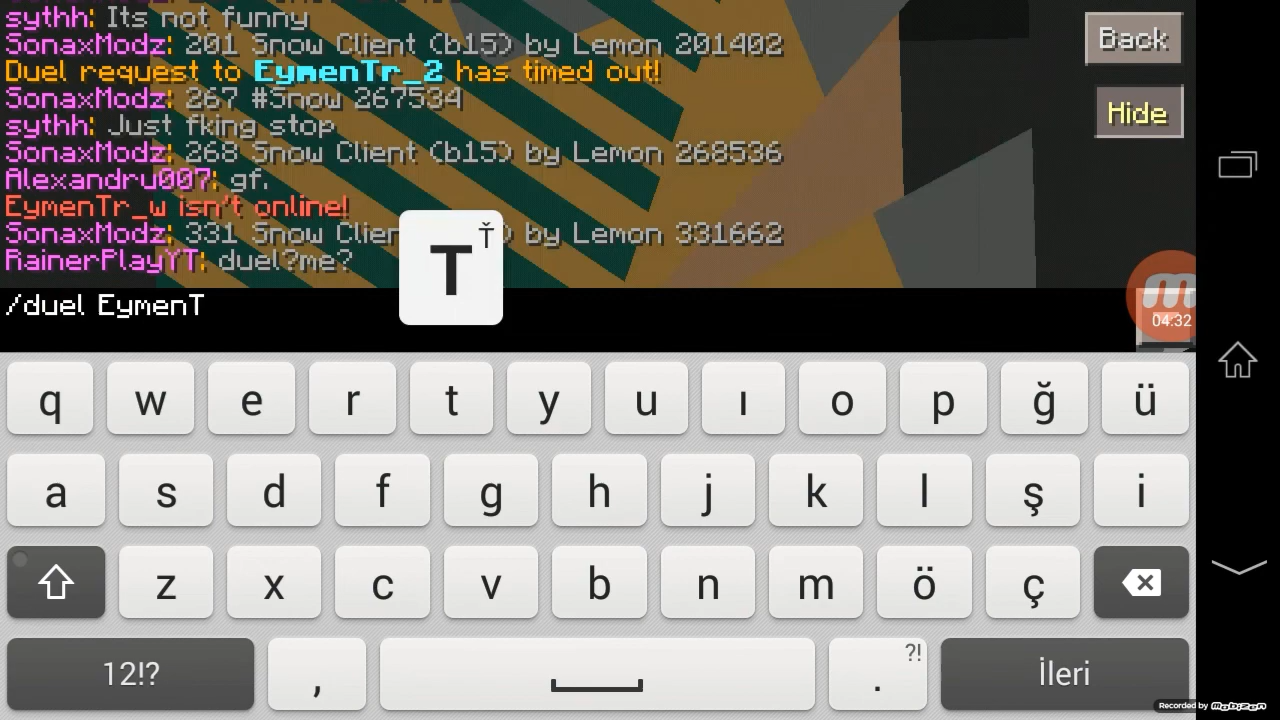 sythh: Its not funny
SonaxModz: 201 Snow Client (b15) by Lemon 201402
Duel request to EymenTr_2 has timed out!
SonaxModz: 267 #Snow 267534
sythh: Just fking stop
SonaxModz: 268 Snow Client (b15) by Lemon 268536
Alexandru007: gf.
EymenTr_w isn't online!
SonaxModz: 331 Snow Clien ) by Lemon 331662
RainerPlayYT: duel?me?
/duel EymenT
Back
Hide
T Ť
m
04:32
q w e r t y u ı o p ğ ü
a s d f g h j k l ş i
z x c v b n m ö ç
12!? , . ?! İleri
Recorded by Mobizen